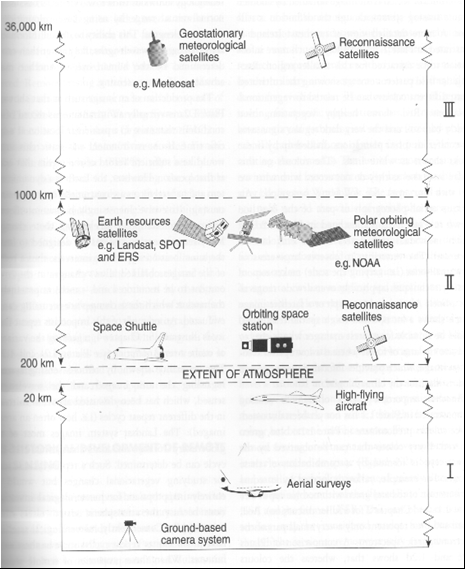 36,000 km
Geostationary
meteorological
satellites
e.g. Meteosat
Reconnaissance
satellites
III
1000 km
Earth resources
satellites
e.g. Landsat, SPOT
and ERS
Polar orbiting
meteorological
satellites
e.g. NOAA
II
Space Shuttle
Orbiting space
station
Reconnaissance
satellites
200 km
EXTENT OF ATMOSPHERE
20 km
High-flying
aircraft
I
Aerial surveys
Ground-based
camera system